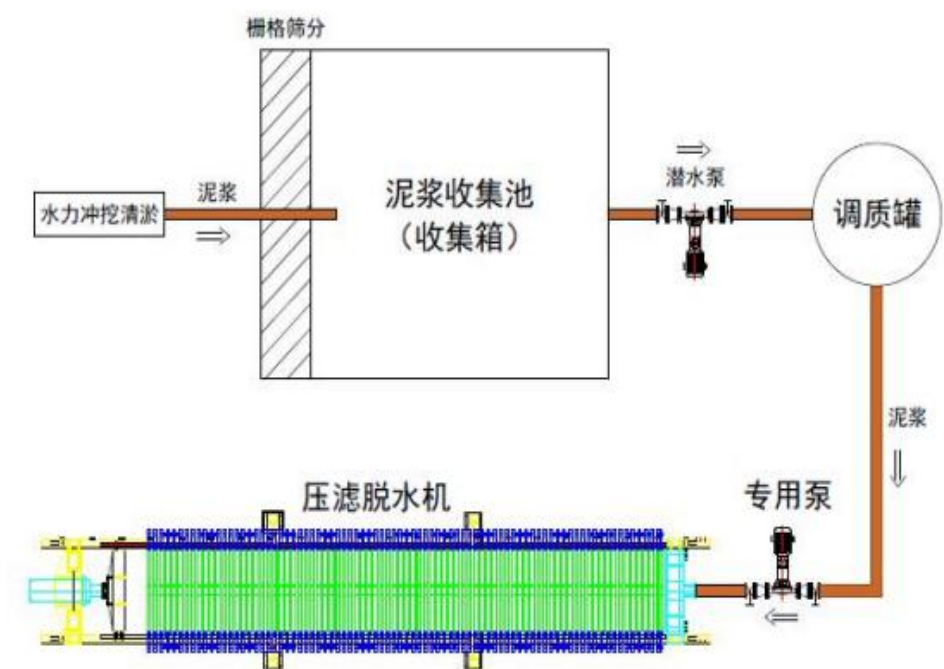 栅格筛分
水力冲挖清淤
泥浆
泥浆收集池
（收集箱）
潜水泵
调质罐
泥浆
专用泵
压滤脱水机